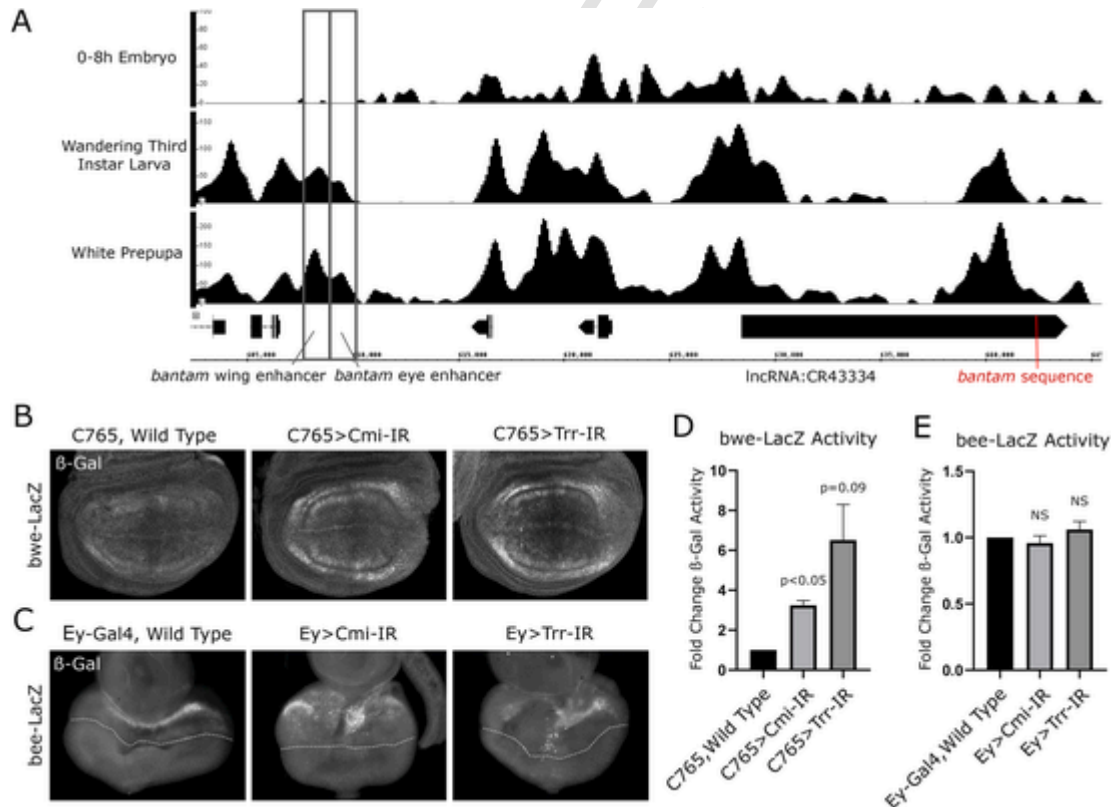 A
0-8h Embryo
Wandering Third
Instar Larva
White Prepupa
bantam wing enhancer
bantam eye enhancer
lncRNA:CR43334
bantam sequence
B
C765, Wild Type
C765>Cmi-IR
C765>Trr-IR
ß-Gal
bwe-LacZ
C
Ey-Gal4, Wild Type
Ey>Cmi-IR
Ey>Trr-IR
ß-Gal
bee-LacZ
D
bwe-LacZ Activity
Fold Change ß-Gal Activity
10
8
6
4
2
0
p<0.05
p=0.09
C765,Wild Type
C765>Cmi-IR
C765>Trr-IR
E
bee-LacZ Activity
Fold Change ß-Gal Activity
1.5
1.0
0.5
0.0
NS
NS
Ey-Gal4,Wild Type
Ey>Cmi-IR
Ey>Trr-IR